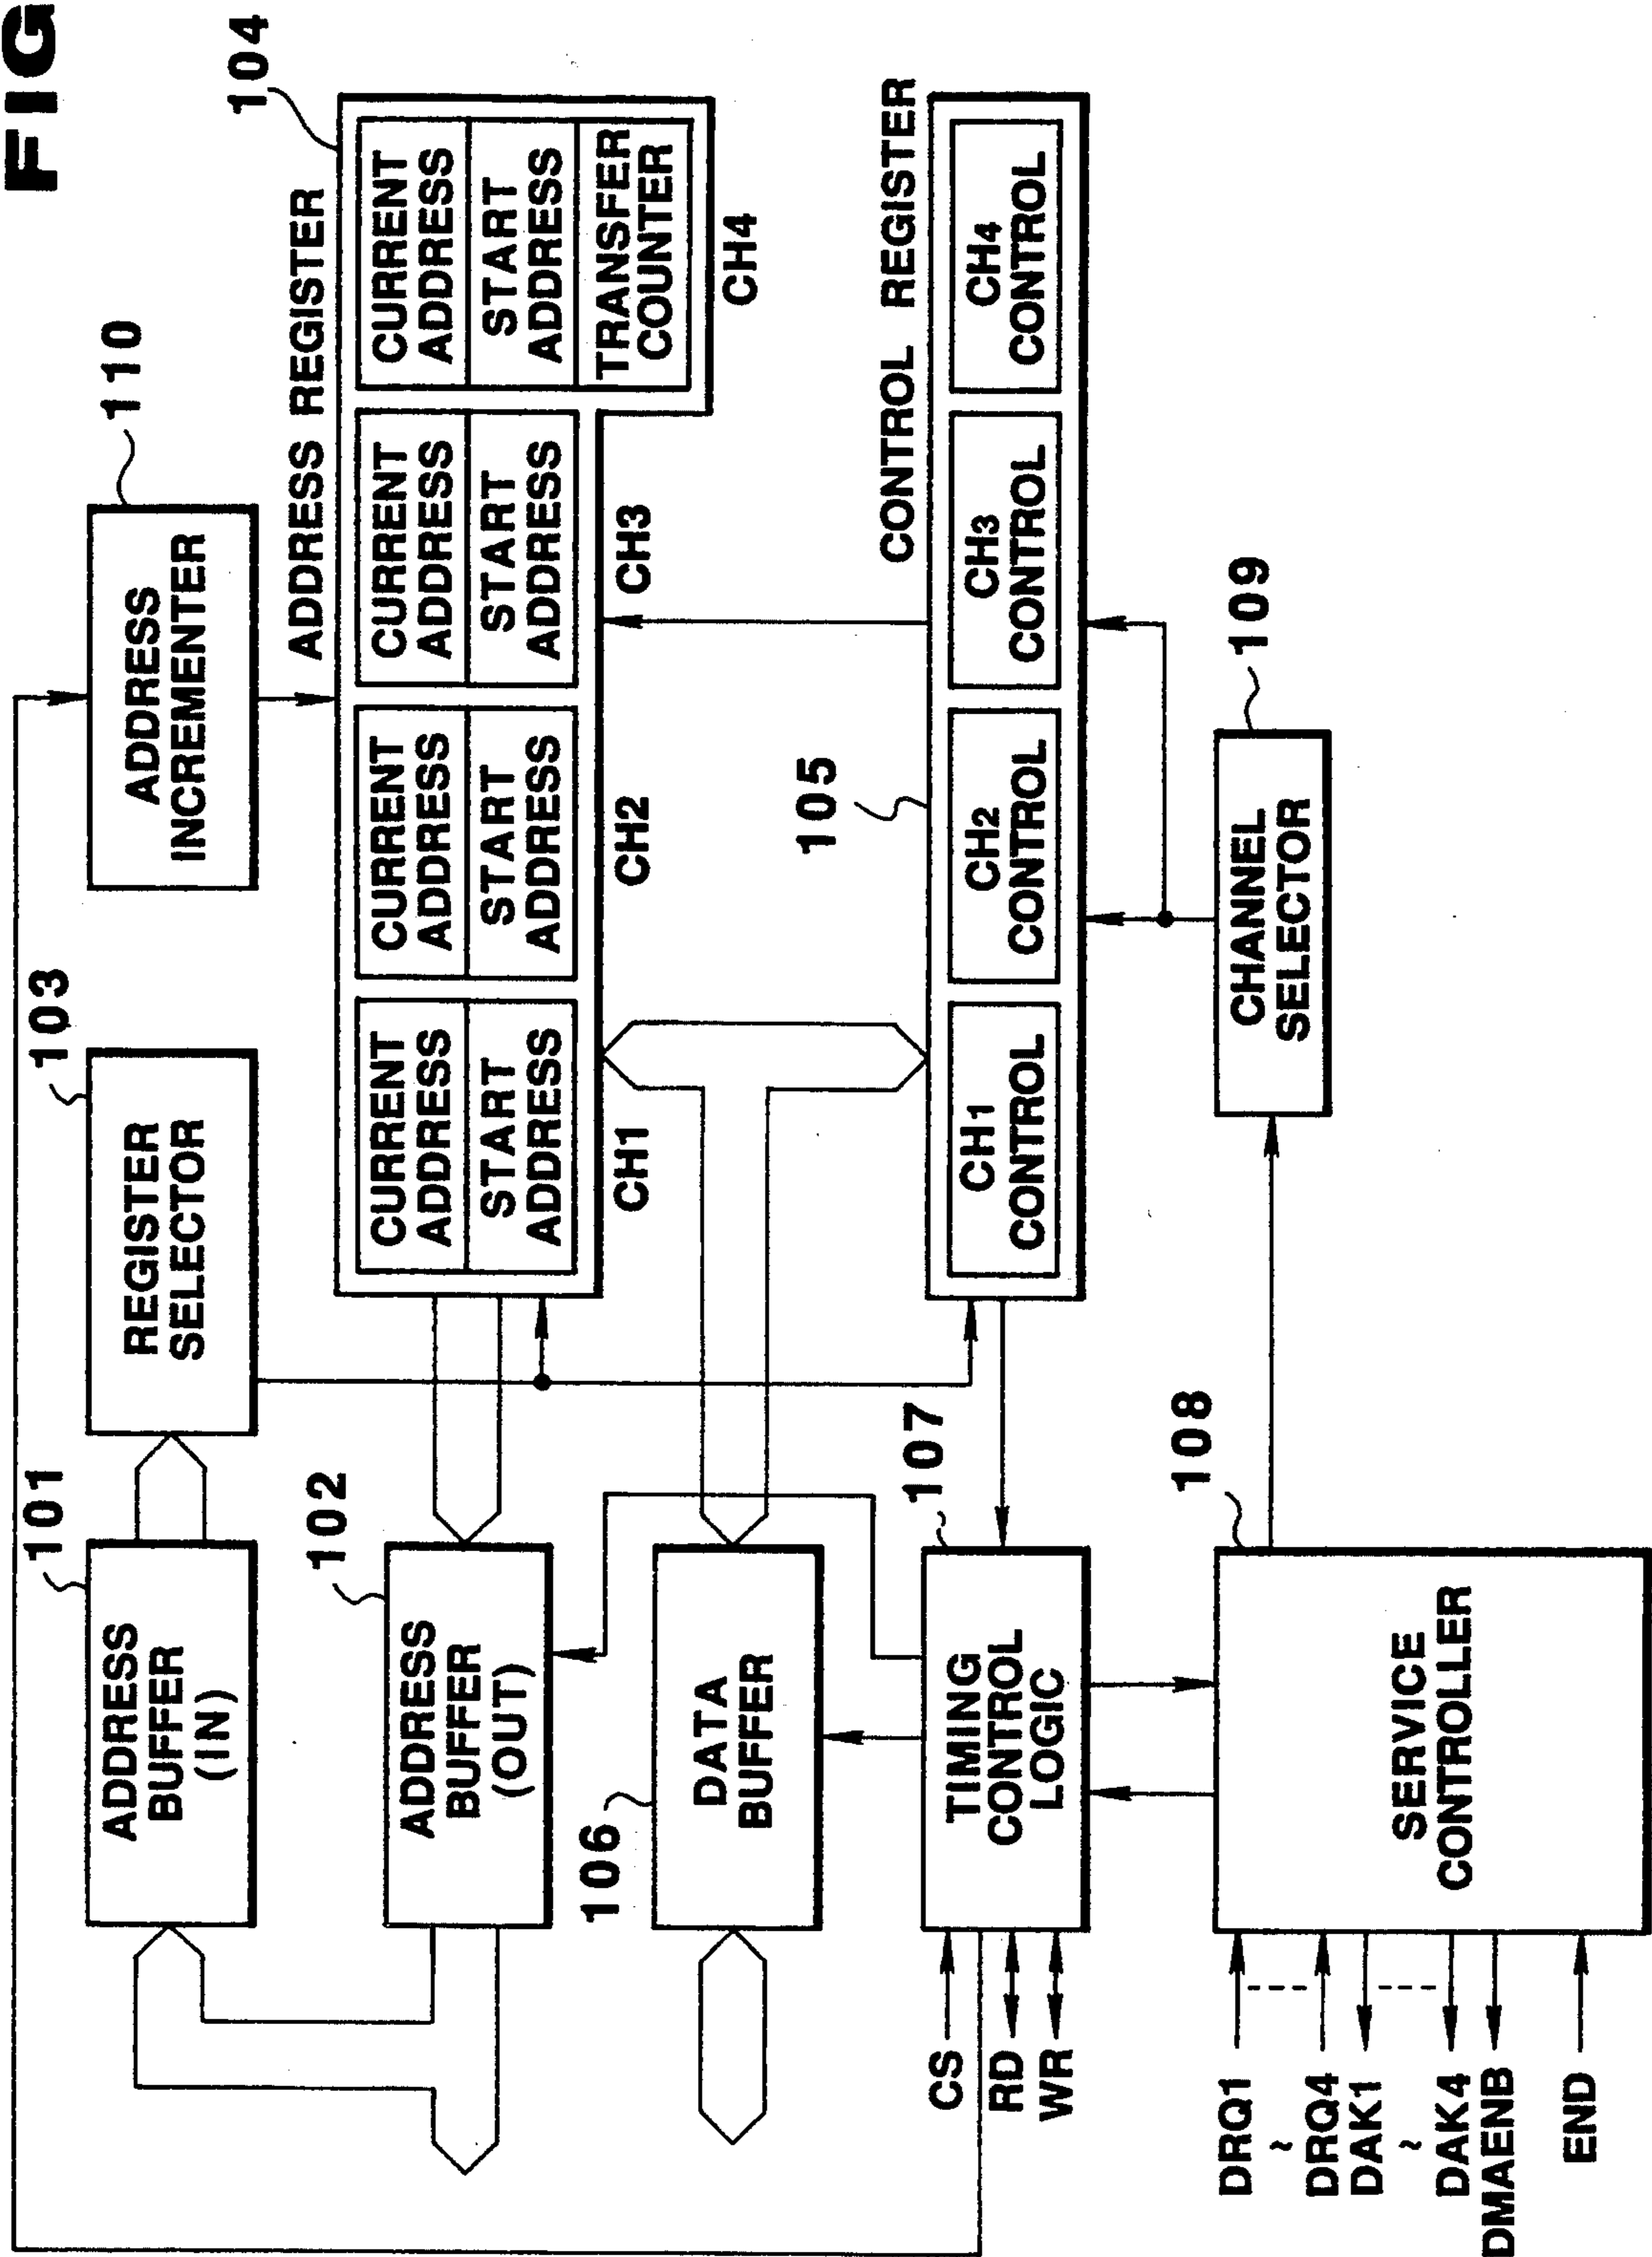 FIG
101
ADDRESS
BUFFER
(IN)
103
REGISTER
SELECTOR
110
ADDRESS
INCREMENTER
102
ADDRESS
BUFFER
(OUT)
ADDRESS REGISTER
104
CURRENT
ADDRESS
START
ADDRESS
CH1
CURRENT
ADDRESS
START
ADDRESS
CH2
CURRENT
ADDRESS
START
ADDRESS
CH3
CURRENT
ADDRESS
START
ADDRESS
TRANSFER
COUNTER
CH4
106
DATA
BUFFER
105
CONTROL REGISTER
CH1
CONTROL
CH2
CONTROL
CH3
CONTROL
CH4
CONTROL
107
TIMING
CONTROL
LOGIC
CS
RD
WR
108
SERVICE
CONTROLLER
109
CHANNEL
SELECTOR
DRQ1
~
DRQ4
DAK1
~
DAK4
DMAENB
END